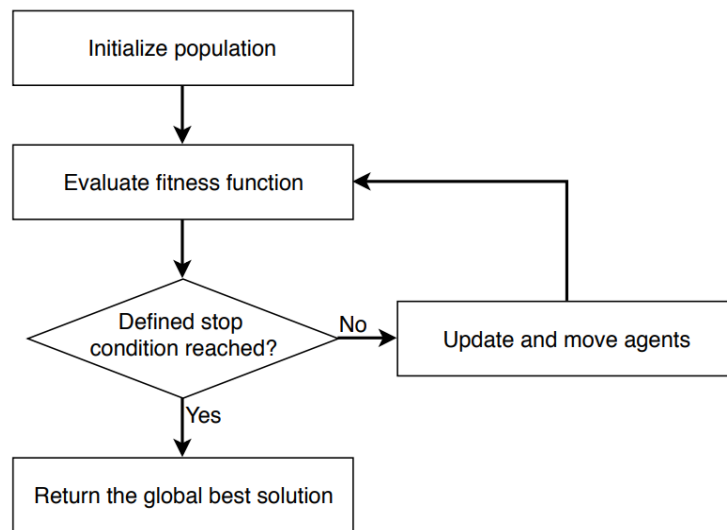 Initialize population
Evaluate fitness function
Defined stop
condition reached?
No
Update and move agents
Yes
Return the global best solution